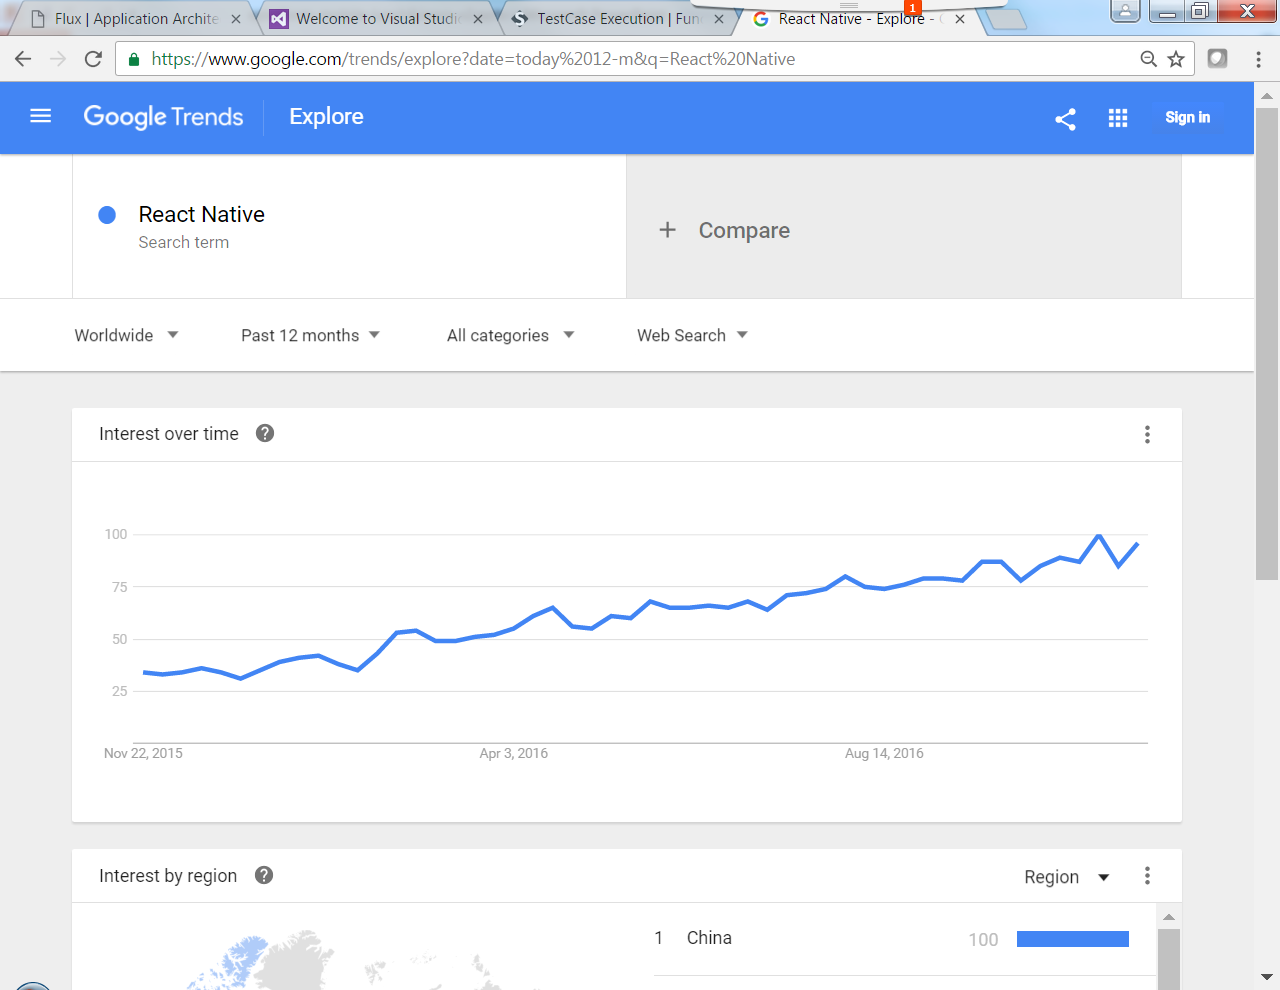 Flux | Application Archite
Welcome to Visual Studi
TestCase Execution | Fun
React Native - Explore -
1
https://www.google.com/trends/explore?date=today%2012-m&q=React%20Native
Google Trends
Explore
Sign in
React Native
Search term
+ Compare
Worldwide
Past 12 months
All categories
Web Search
Interest over time
100
75
50
25
Nov 22, 2015
Apr 3, 2016
Aug 14, 2016
Interest by region
Region
1 China 100